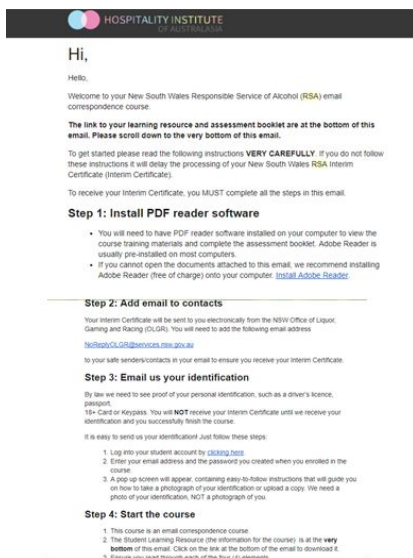 HOSPITALITY INSTITUTE
OF AUSTRALASIA
Hi,
Hello,
Welcome to your New South Wales Responsible Service of Alcohol (RSA) email
correspondence course.
The link to your learning resource and assessment booklet are at the bottom of this
email. Please scroll down to the very bottom of this email.
To get started please read the following instructions VERY CAREFULLY. If you do not follow
these instructions it will delay the processing of your New South Wales RSA Interim
Certificate (Interim Certificate).
To receive your Interim Certificate, you MUST complete all the steps in this email.
Step 1: Install PDF reader software
• You will need to have PDF reader software installed on your computer to view the
course training materials and complete the assessment booklet. Adobe Reader is
usually pre-installed on most computers.
• If you cannot open the documents attached to this email, we recommend installing
Adobe Reader (free of charge) onto your computer. Install Adobe Reader.
Step 2: Add email to contacts
Your Interim Certificate will be sent to you electronically from the NSW Office of Liquor,
Gaming and Racing (OLGR). You will need to add the following email address
NoReplyOLGR@services.nsw.gov.au
to your safe senders/contacts in your email to ensure you receive your Interim Certificate.
Step 3: Email us your identification
By law we need to see proof of your personal identification, such as a driver's licence,
passport,
18+ Card or Keypass. You will NOT receive your Interim Certificate until we receive your
identification and you successfully finish the course.
It is easy to send us your identification! Just follow these steps:
1. Log into your student account by clicking here
2. Enter your email address and the password you created when you enrolled in the
course.
3. A pop up screen will appear, containing easy-to-follow instructions that will guide you
on how to take a photograph of your identification or upload a copy. We need a
photo of your identification, NOT a photograph of you.
Step 4: Start the course
1. This course is an email correspondence course.
2. The Student Learning Resource (the information for the course) is at the very
bottom of this email. Click on the link at the bottom of the email to download it.
3. Ensure you read through each of the four (4) elements